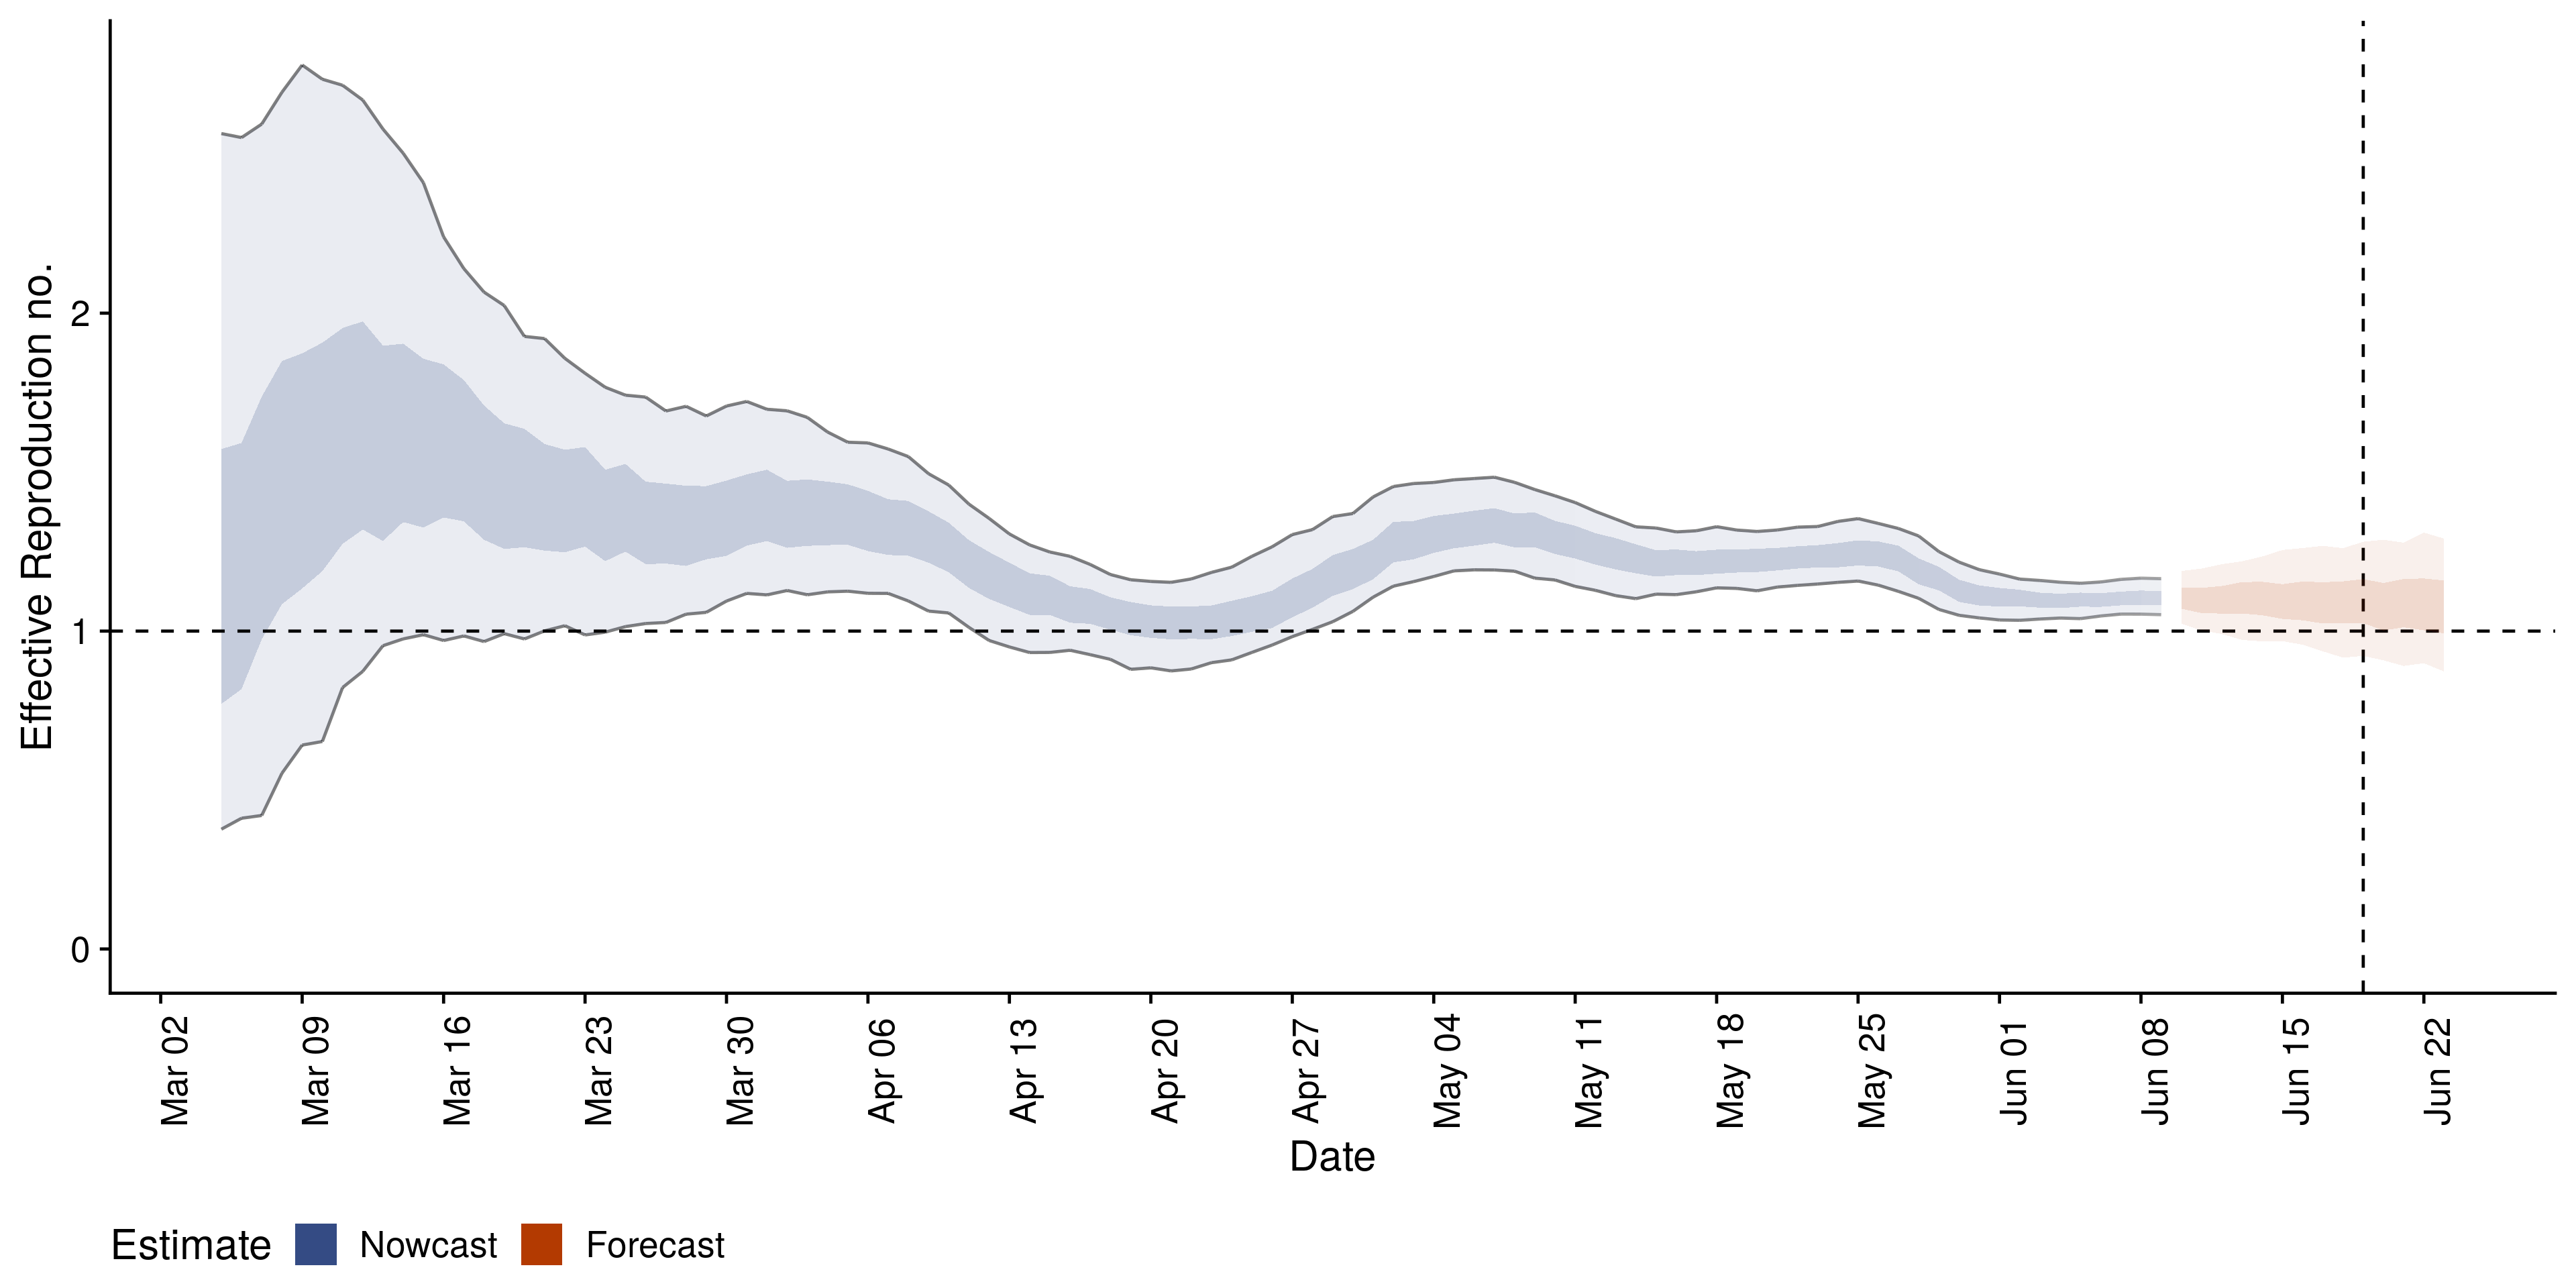 Effective Reproduction no.
2
1
0
Mar 02
Mar 09
Mar 16
Mar 23
Mar 30
Apr 06
Apr 13
Apr 20
Apr 27
May 04
May 11
May 18
May 25
Jun 01
Jun 08
Jun 15
Jun 22
Date
Estimate Nowcast Forecast